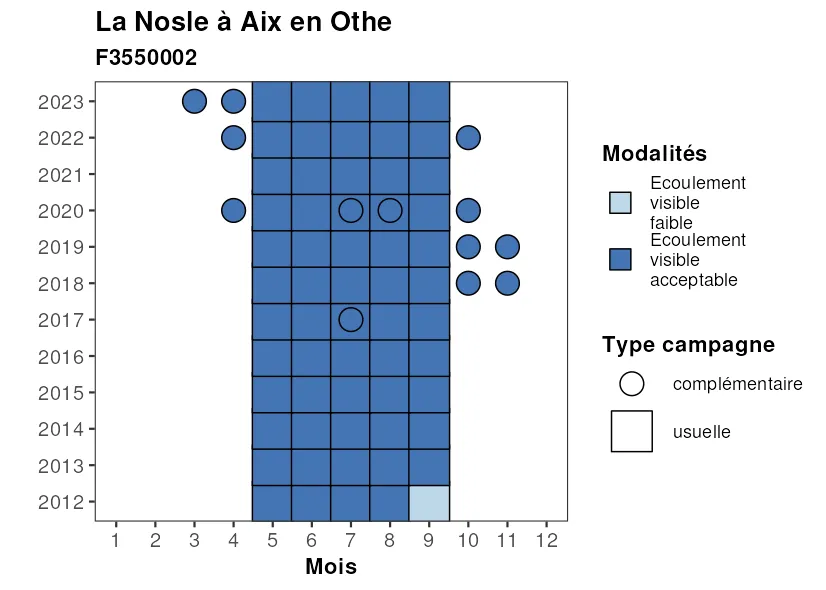 La Nosle à Aix en Othe
F3550002
2023
2022
2021
2020
2019
2018
2017
2016
2015
2014
2013
2012
1 2 3 4 5 6 7 8 9 10 11 12
Mois
Modalités
Ecoulement
visible
faible
Ecoulement
visible
acceptable
Type campagne
complémentaire
usuelle